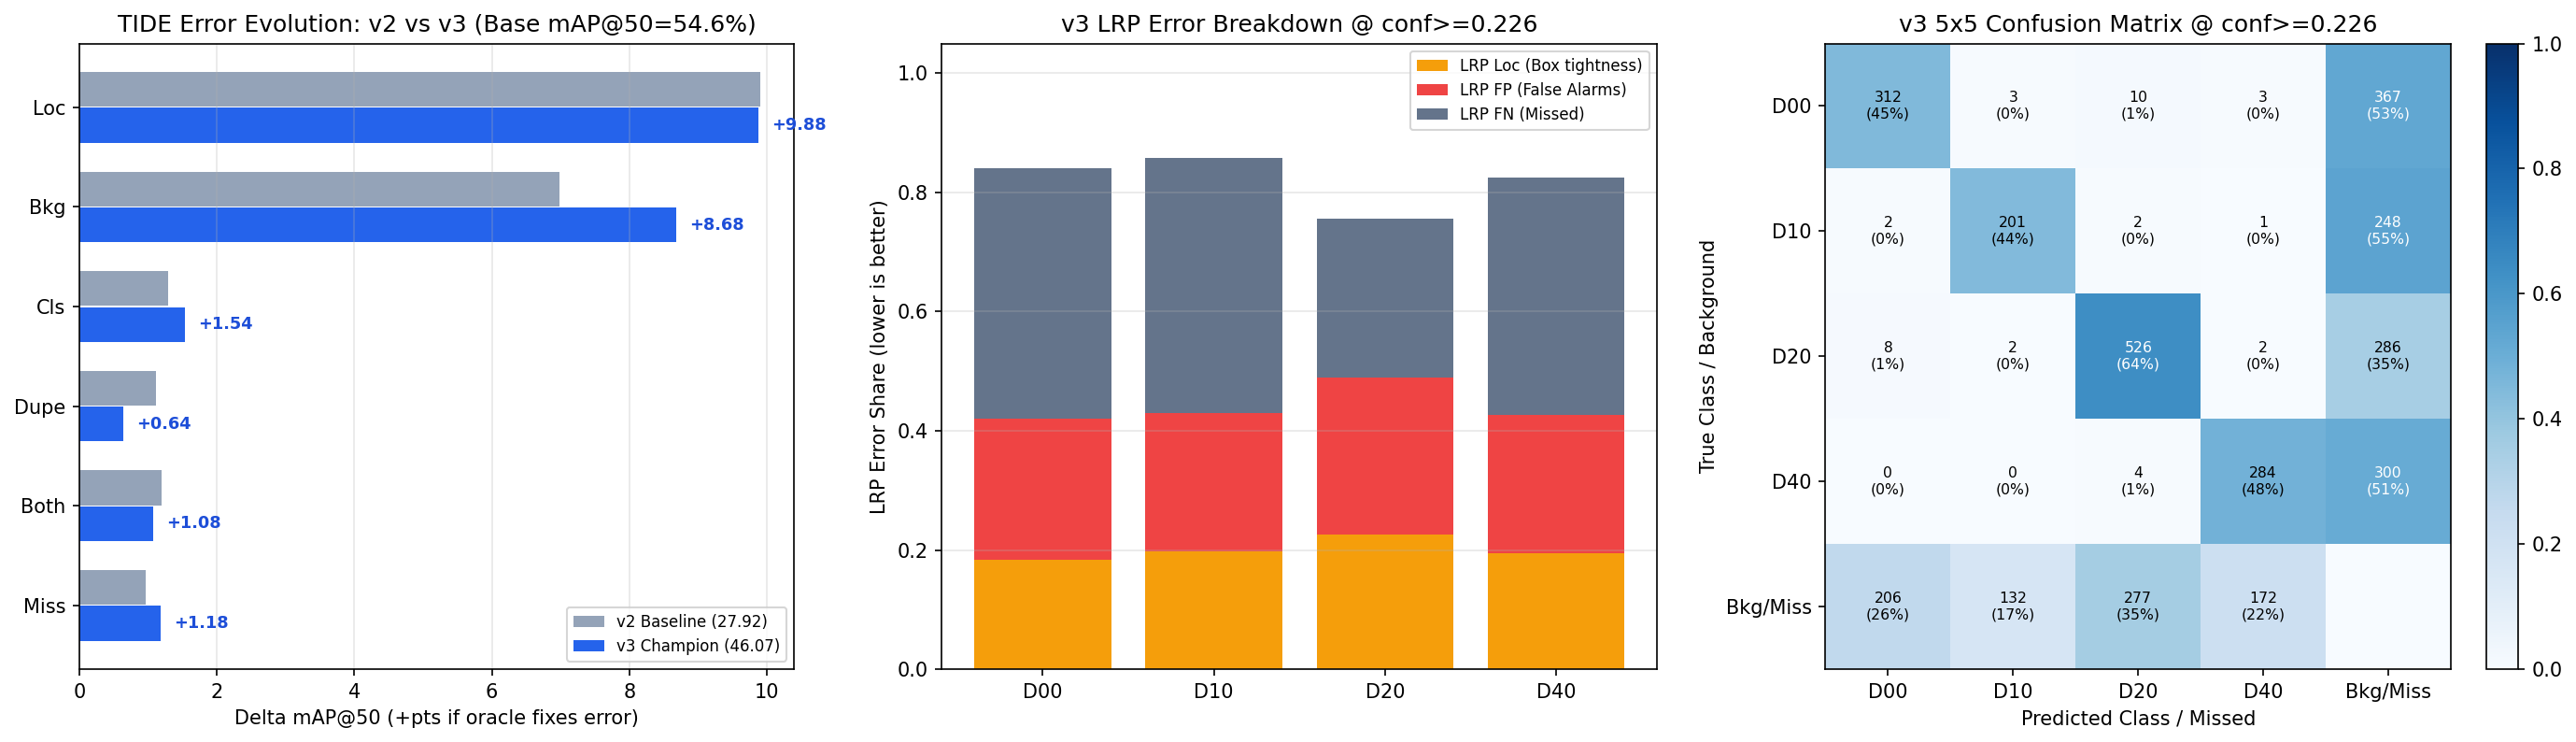 TIDE Error Evolution: v2 vs v3 (Base mAP@50=54.6%)
Loc
+9.88
Bkg
+8.68
Cls
+1.54
Dupe
+0.64
Both
+1.08
Miss
+1.18
v2 Baseline (27.92)
v3 Champion (46.07)
0 2 4 6 8 10
Delta mAP@50 (+pts if oracle fixes error)
v3 LRP Error Breakdown @ conf>=0.226
LRP Error Share (lower is better)
1.0
0.8
0.6
0.4
0.2
0.0
LRP Loc (Box tightness)
LRP FP (False Alarms)
LRP FN (Missed)
D00 D10 D20 D40
v3 5x5 Confusion Matrix @ conf>=0.226
True Class / Background
D00
312 3 10 3 367
(45%) (0%) (1%) (0%) (53%)
D10
2 201 2 1 248
(0%) (44%) (0%) (0%) (55%)
D20
8 2 526 2 286
(1%) (0%) (64%) (0%) (35%)
D40
0 0 4 284 300
(0%) (0%) (1%) (48%) (51%)
Bkg/Miss
206 132 277 172
(26%) (17%) (35%) (22%)
D00 D10 D20 D40 Bkg/Miss
Predicted Class / Missed
1.0
0.8
0.6
0.4
0.2
0.0